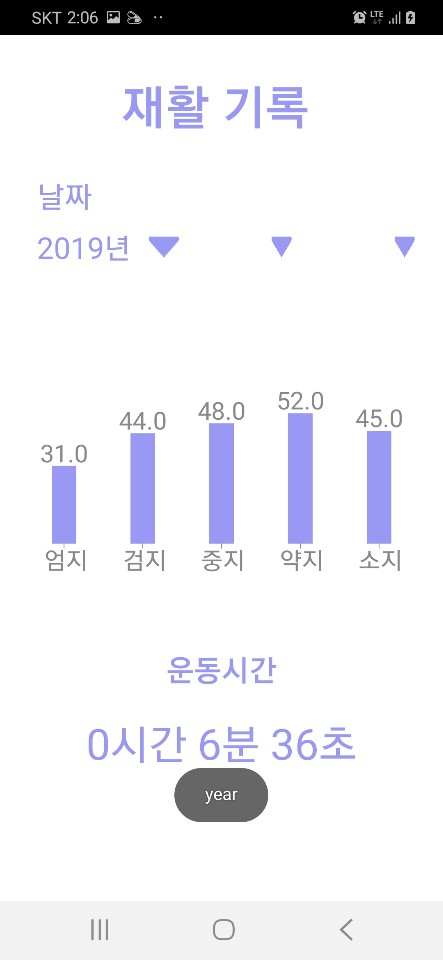 SKT 2:06 LTE
재활 기록
날짜
2019년
31.0 44.0 48.0 52.0 45.0
엄지 검지 중지 약지 소지
운동시간
0시간 6분 36초
year